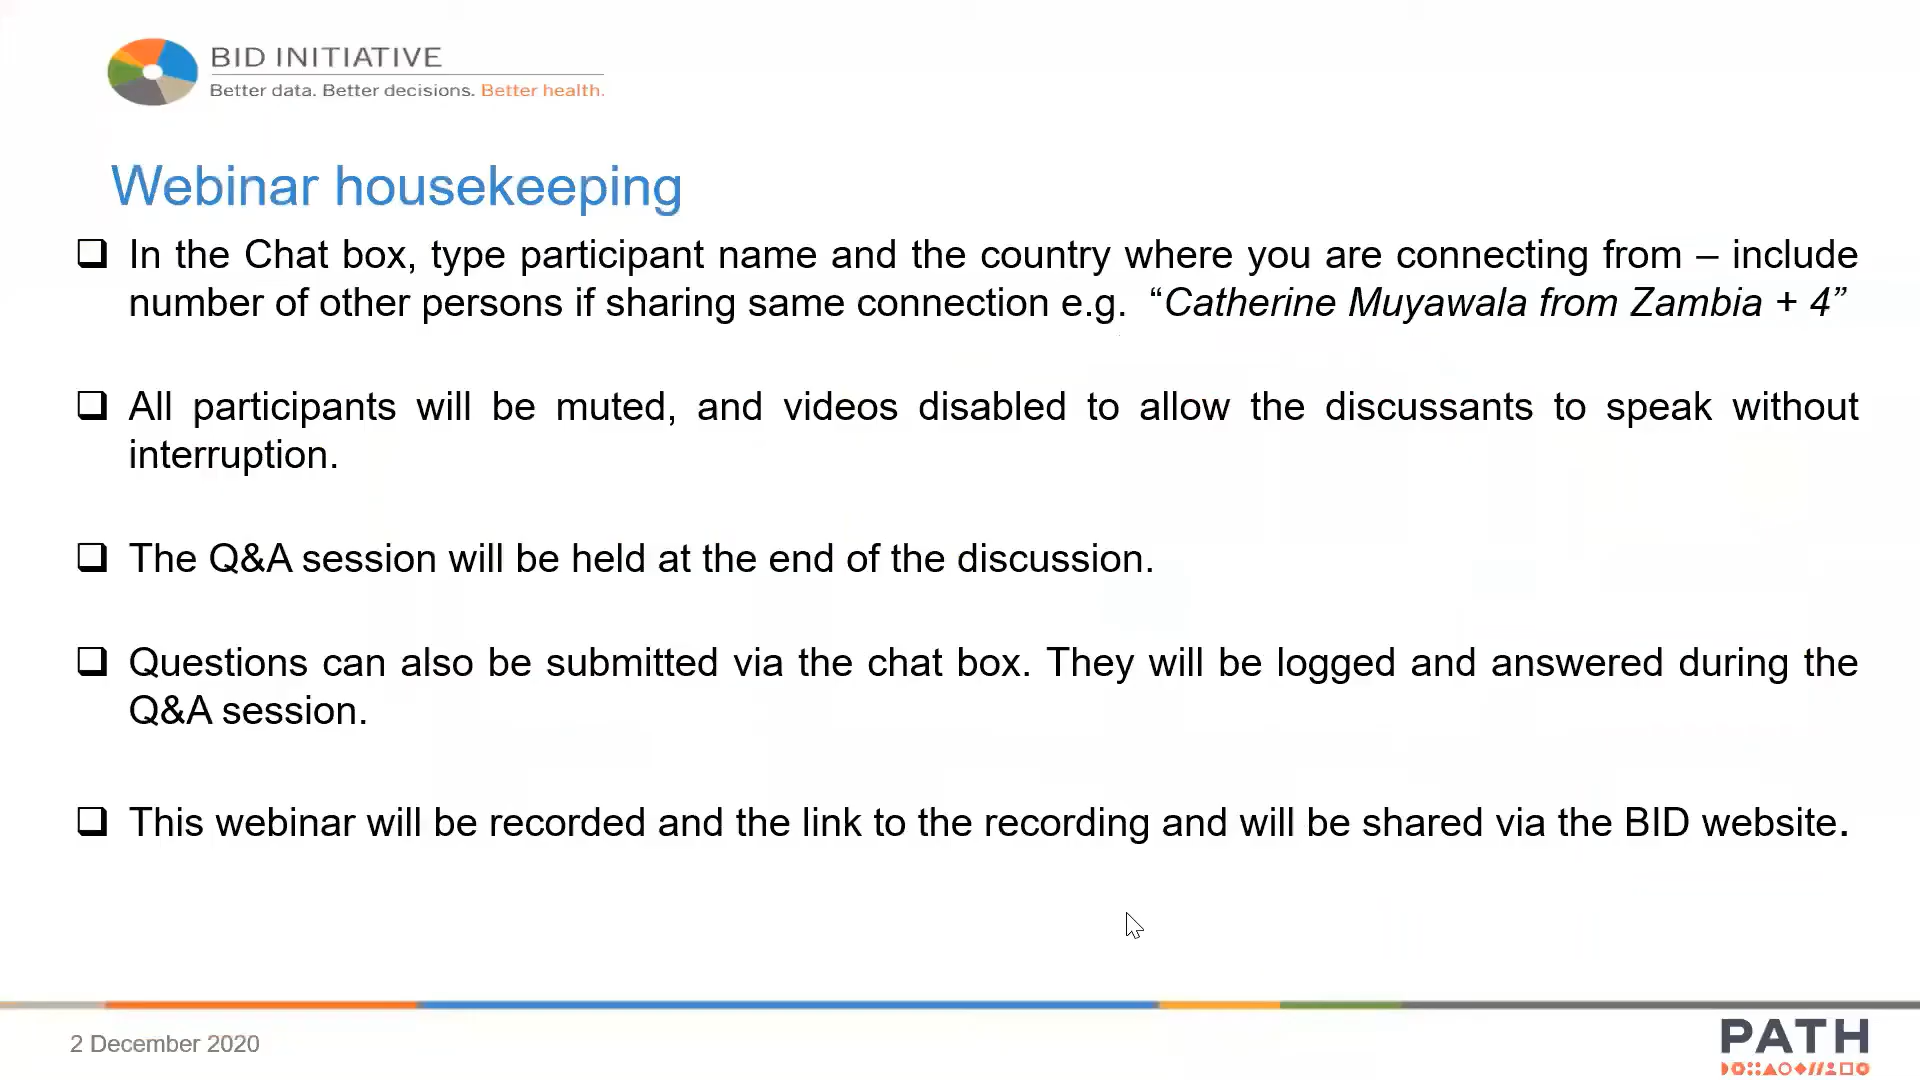 BID INITIATIVE
Better data. Better decisions. Better health.
Webinar housekeeping
In the Chat box, type participant name and the country where you are connecting from – include
number of other persons if sharing same connection e.g. “Catherine Muyawala from Zambia + 4”
All participants will be muted, and videos disabled to allow the discussants to speak without
interruption.
The Q&A session will be held at the end of the discussion.
Questions can also be submitted via the chat box. They will be logged and answered during the
Q&A session.
This webinar will be recorded and the link to the recording and will be shared via the BID website.
2 December 2020
PATH